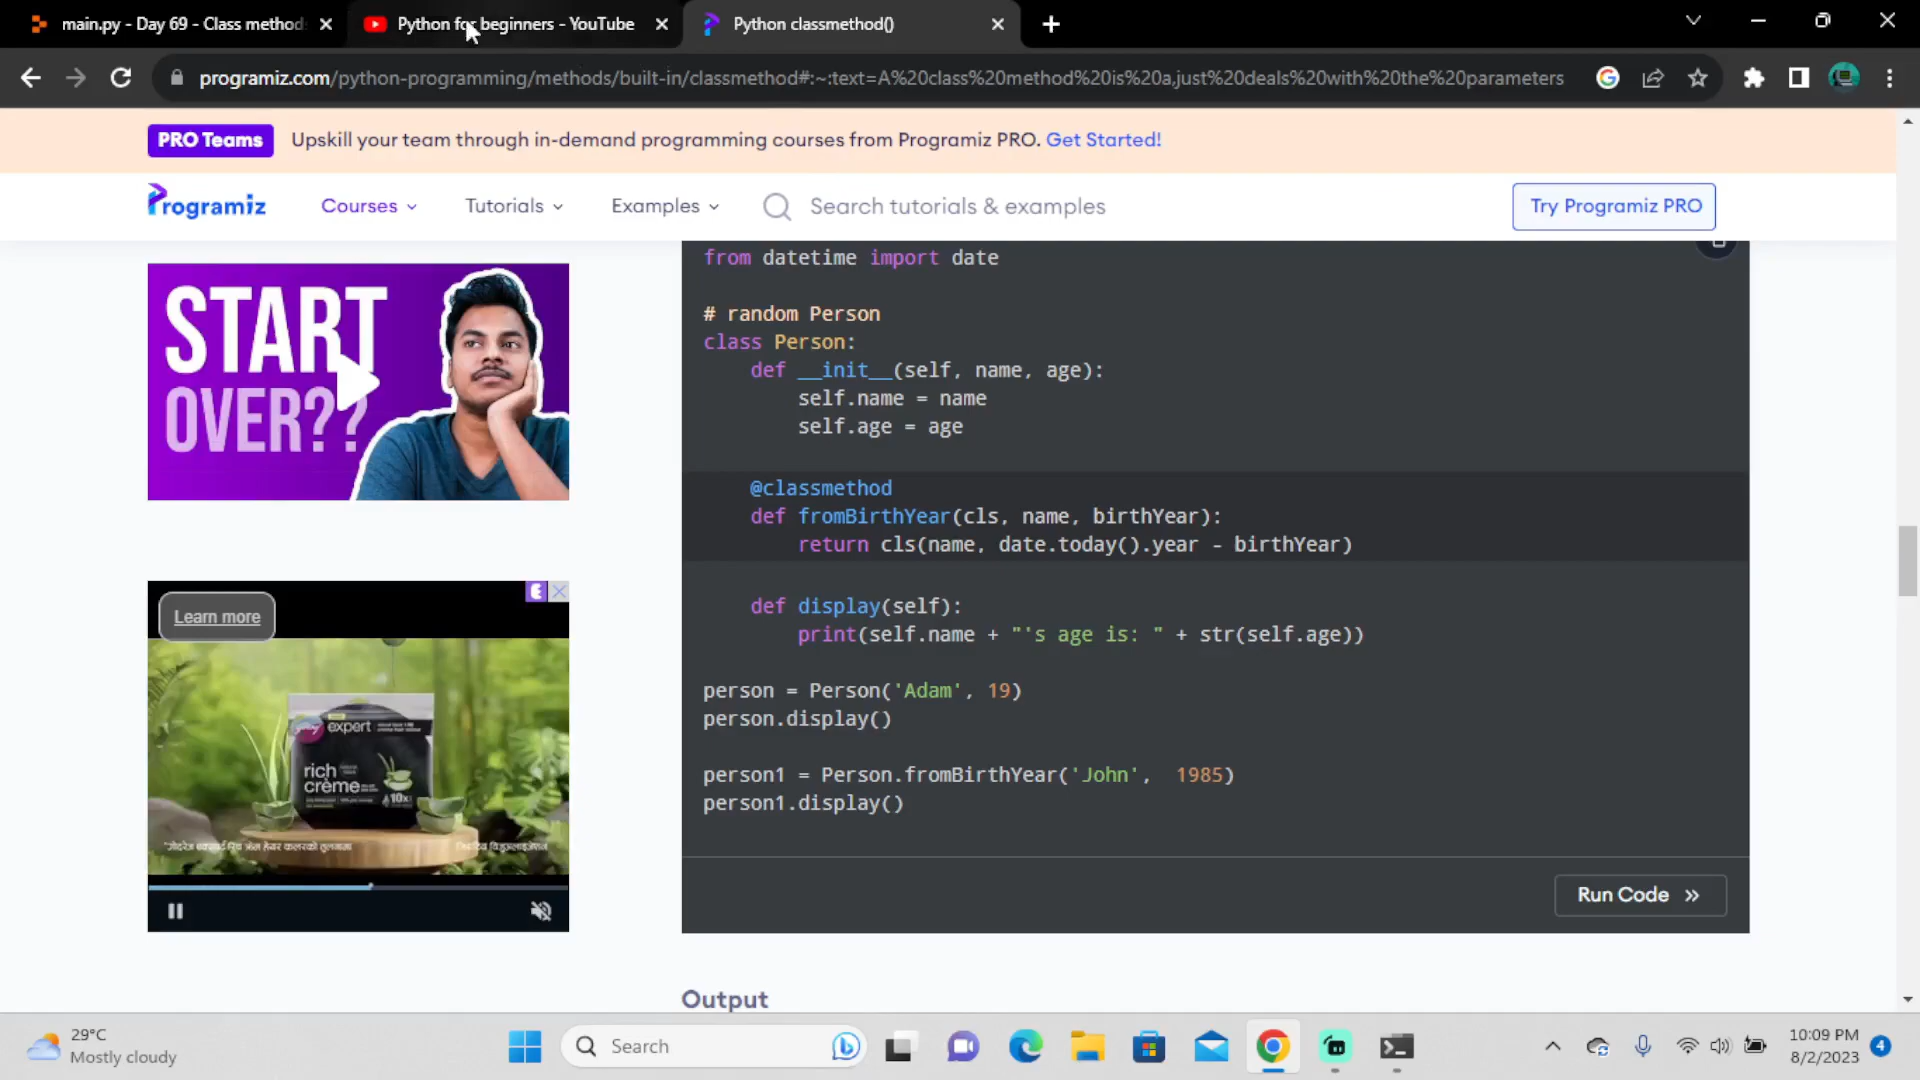 main.py - Day 69 - Class method
Python for beginners - YouTube
Python classmethod()
programiz.com/python-programming/methods/built-in/classmethod#:~:text=A%20class%20method%20is%20a,just%20deals%20with%20the%20parameters
PRO Teams
Upskill your team through in-demand programming courses from Programiz PRO. Get Started!
Programiz
Courses
Tutorials
Examples
Search tutorials & examples
Try Programiz PRO
START
OVER??
Learn more
expert
rich
crème
10x
from datetime import date
# random Person
class Person:
def __init__(self, name, age):
self.name = name
self.age = age
@classmethod
def fromBirthYear(cls, name, birthYear):
return cls(name, date.today().year - birthYear)
def display(self):
print(self.name + "'s age is: " + str(self.age))
person = Person('Adam', 19)
person.display()
person1 = Person.fromBirthYear('John',  1985)
person1.display()
Run Code
Output
29°C
Mostly cloudy
Search
10:09 PM
8/2/2023
4